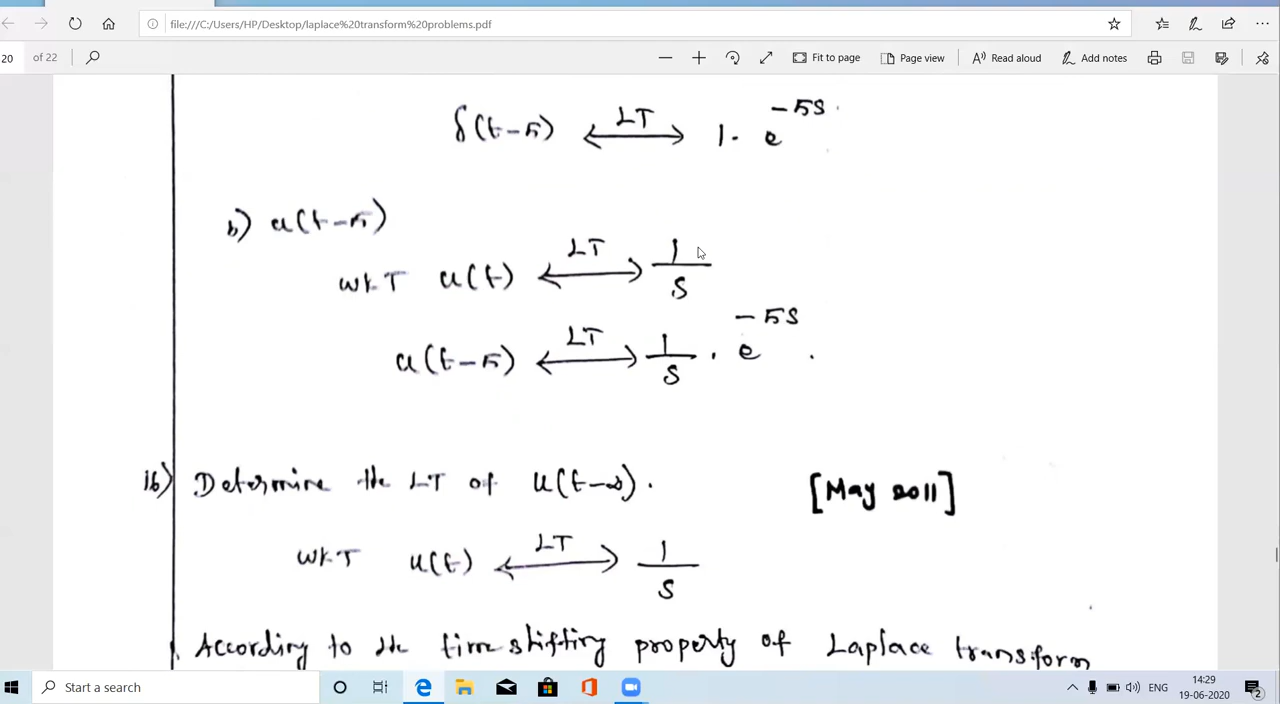 file:///C:/Users/HP/Desktop/laplace%20transform%20problems.pdf
20 of 22 Fit to page Page view Read aloud Add notes
δ(t-5) ⟷ LT 1. e^-5s
b) u(t-5)
WKT u(t) ⟷ LT 1/s
u(t-5) ⟷ LT 1/s . e^-5s .
16) Determine the LT of u(t-2). [May 2011]
WKT u(t) ⟷ LT 1/s
According to the time shifting property of Laplace transform
Start a search
ENG 14:29
19-06-2020 2